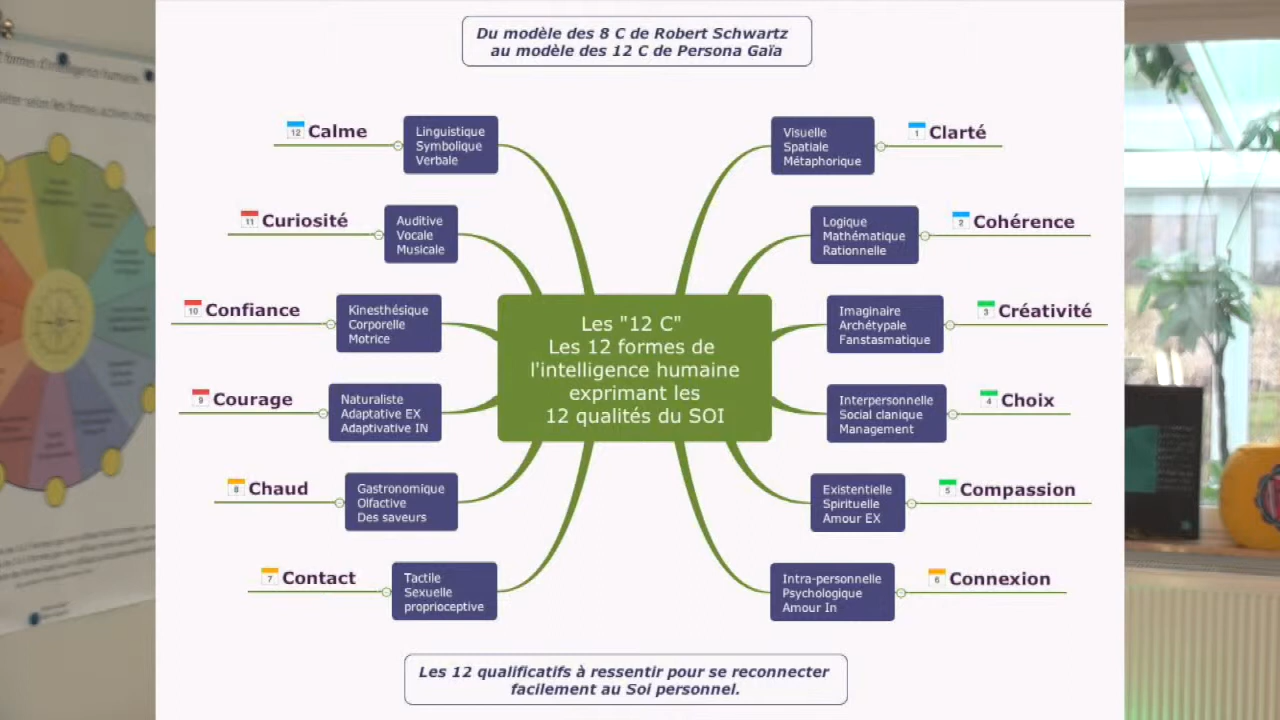 Du modèle des 8 C de Robert Schwartz
au modèle des 12 C de Persona Gaïa
12 Calme
Linguistique
Symbolique
Verbale
Visuelle
Spatiale
Métaphorique
1 Clarté
11 Curiosité
Auditive
Vocale
Musicale
Logique
Mathématique
Rationnelle
2 Cohérence
10 Confiance
Kinesthésique
Corporelle
Motrice
Les "12 C"
Les 12 formes de
l'intelligence humaine
exprimant les
12 qualités du SOI
Imaginaire
Archétypale
Fanstasmatique
3 Créativité
9 Courage
Naturaliste
Adaptative EX
Adaptivative IN
Interpersonnelle
Social clanique
Management
4 Choix
8 Chaud
Gastronomique
Olfactive
Des saveurs
Existentielle
Spirituelle
Amour EX
5 Compassion
7 Contact
Tactile
Sexuelle
proprioceptive
Intra-personnelle
Psychologique
Amour In
6 Connexion
Les 12 qualificatifs à ressentir pour se reconnecter
facilement au Soi personnel.